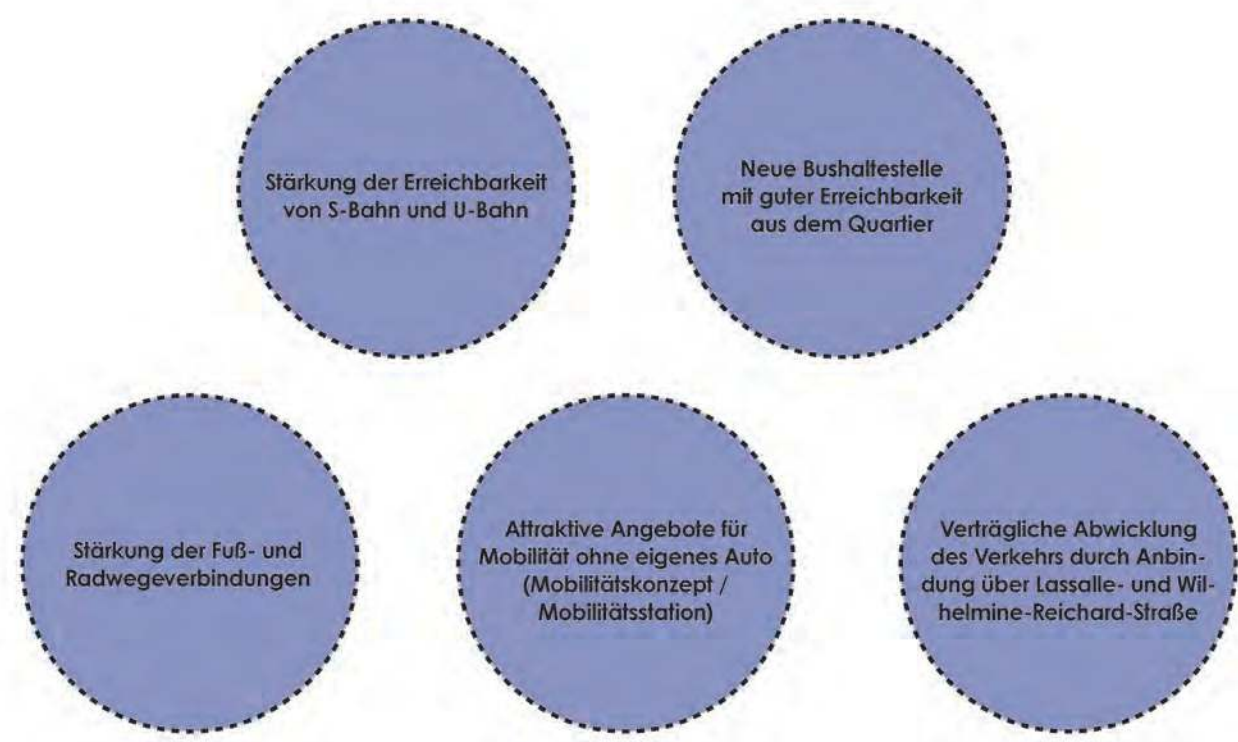 Stärkung der Erreichbarkeit
von S-Bahn und U-Bahn
Neue Bushaltestelle
mit guter Erreichbarkeit
aus dem Quartier
Stärkung der Fuß- und
Radwegeverbindungen
Attraktive Angebote für
Mobilität ohne eigenes Auto
(Mobilitätskonzept /
Mobilitätsstation)
Verträgliche Abwicklung
des Verkehrs durch Anbin-
dung über Lassalle- und Wil-
helmine-Reichard-Straße